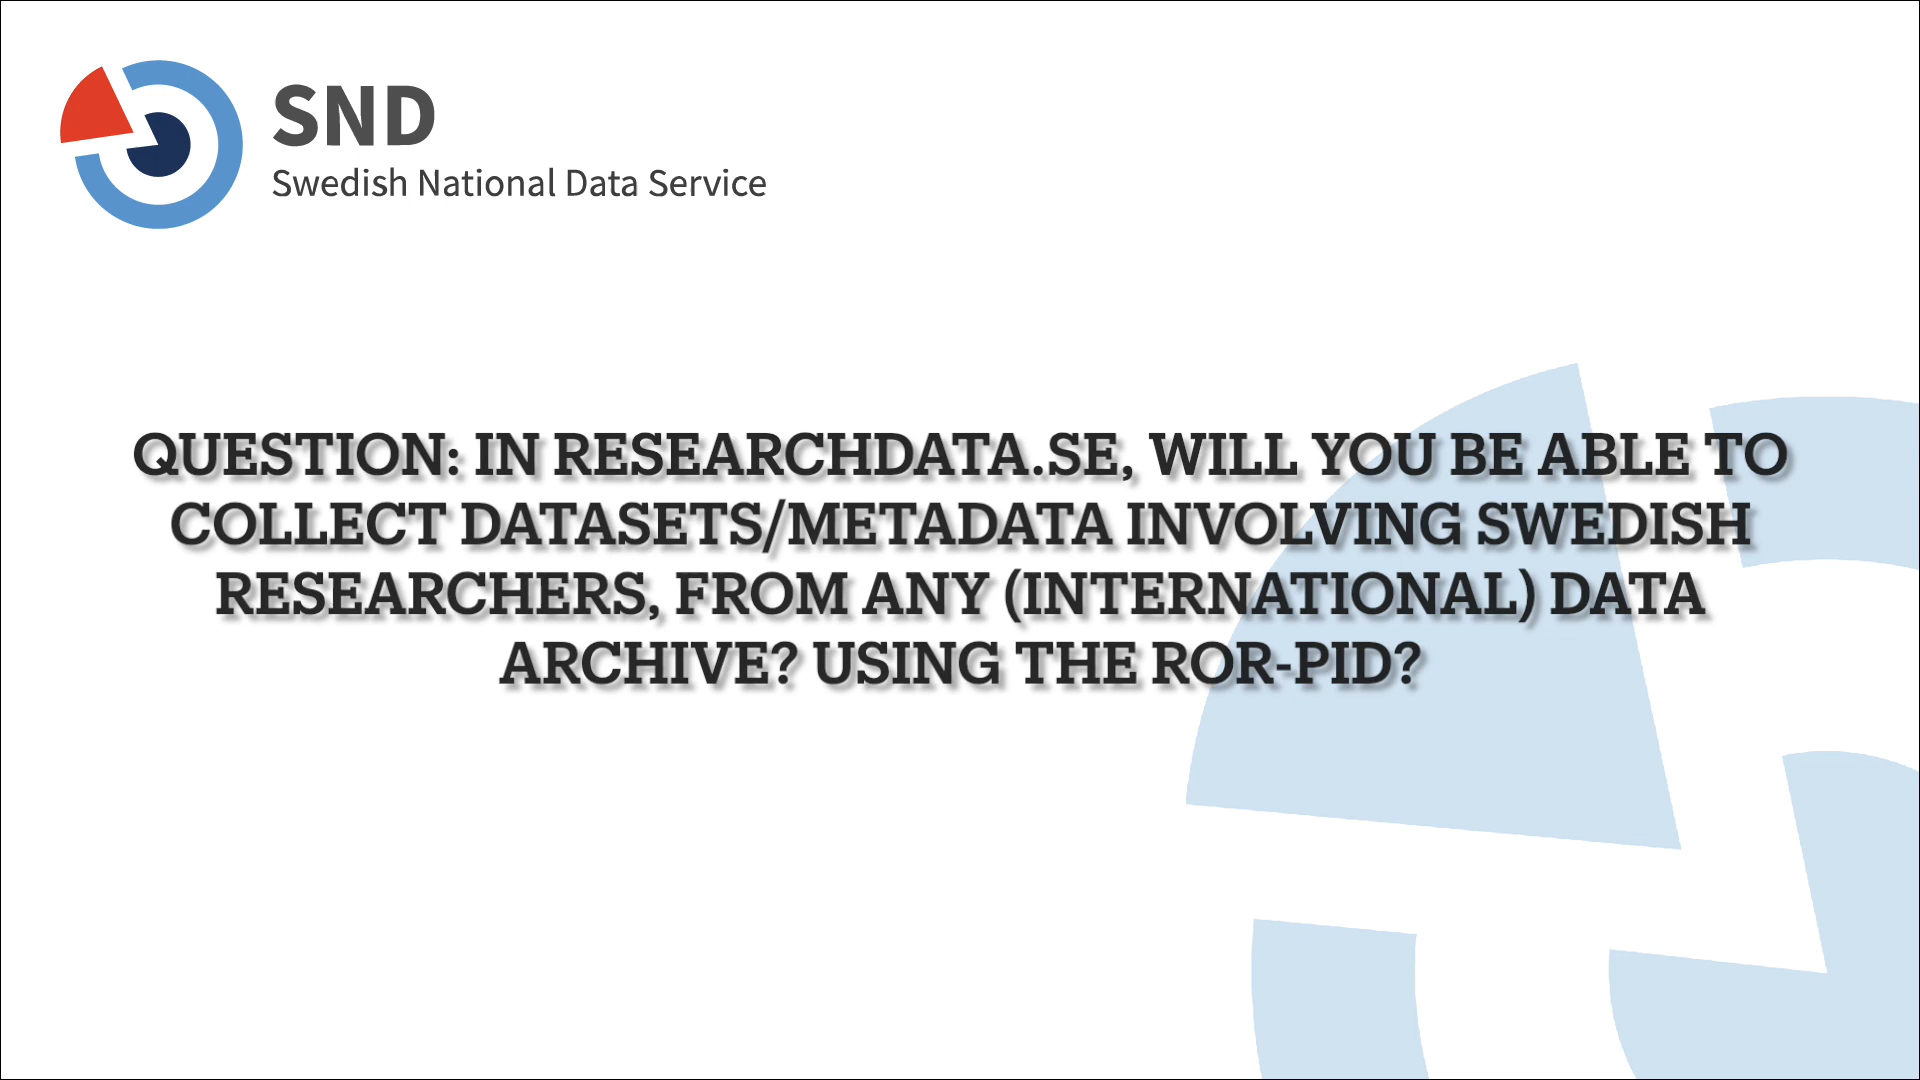 SND
Swedish National Data Service
QUESTION: IN RESEARCHDATA.SE, WILL YOU BE ABLE TO
COLLECT DATASETS/METADATA INVOLVING SWEDISH
RESEARCHERS, FROM ANY (INTERNATIONAL) DATA
ARCHIVE? USING THE ROR-PID?